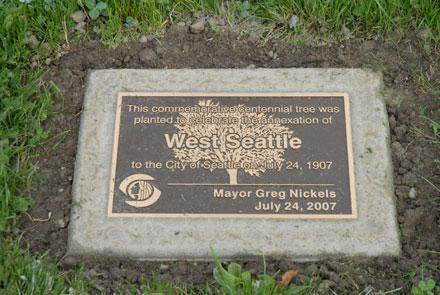 This commemorative centennial tree was
planted to celebrate the annexation of
West Seattle
to the City of Seattle on July 24, 1907
Mayor Greg Nickels
July 24, 2007